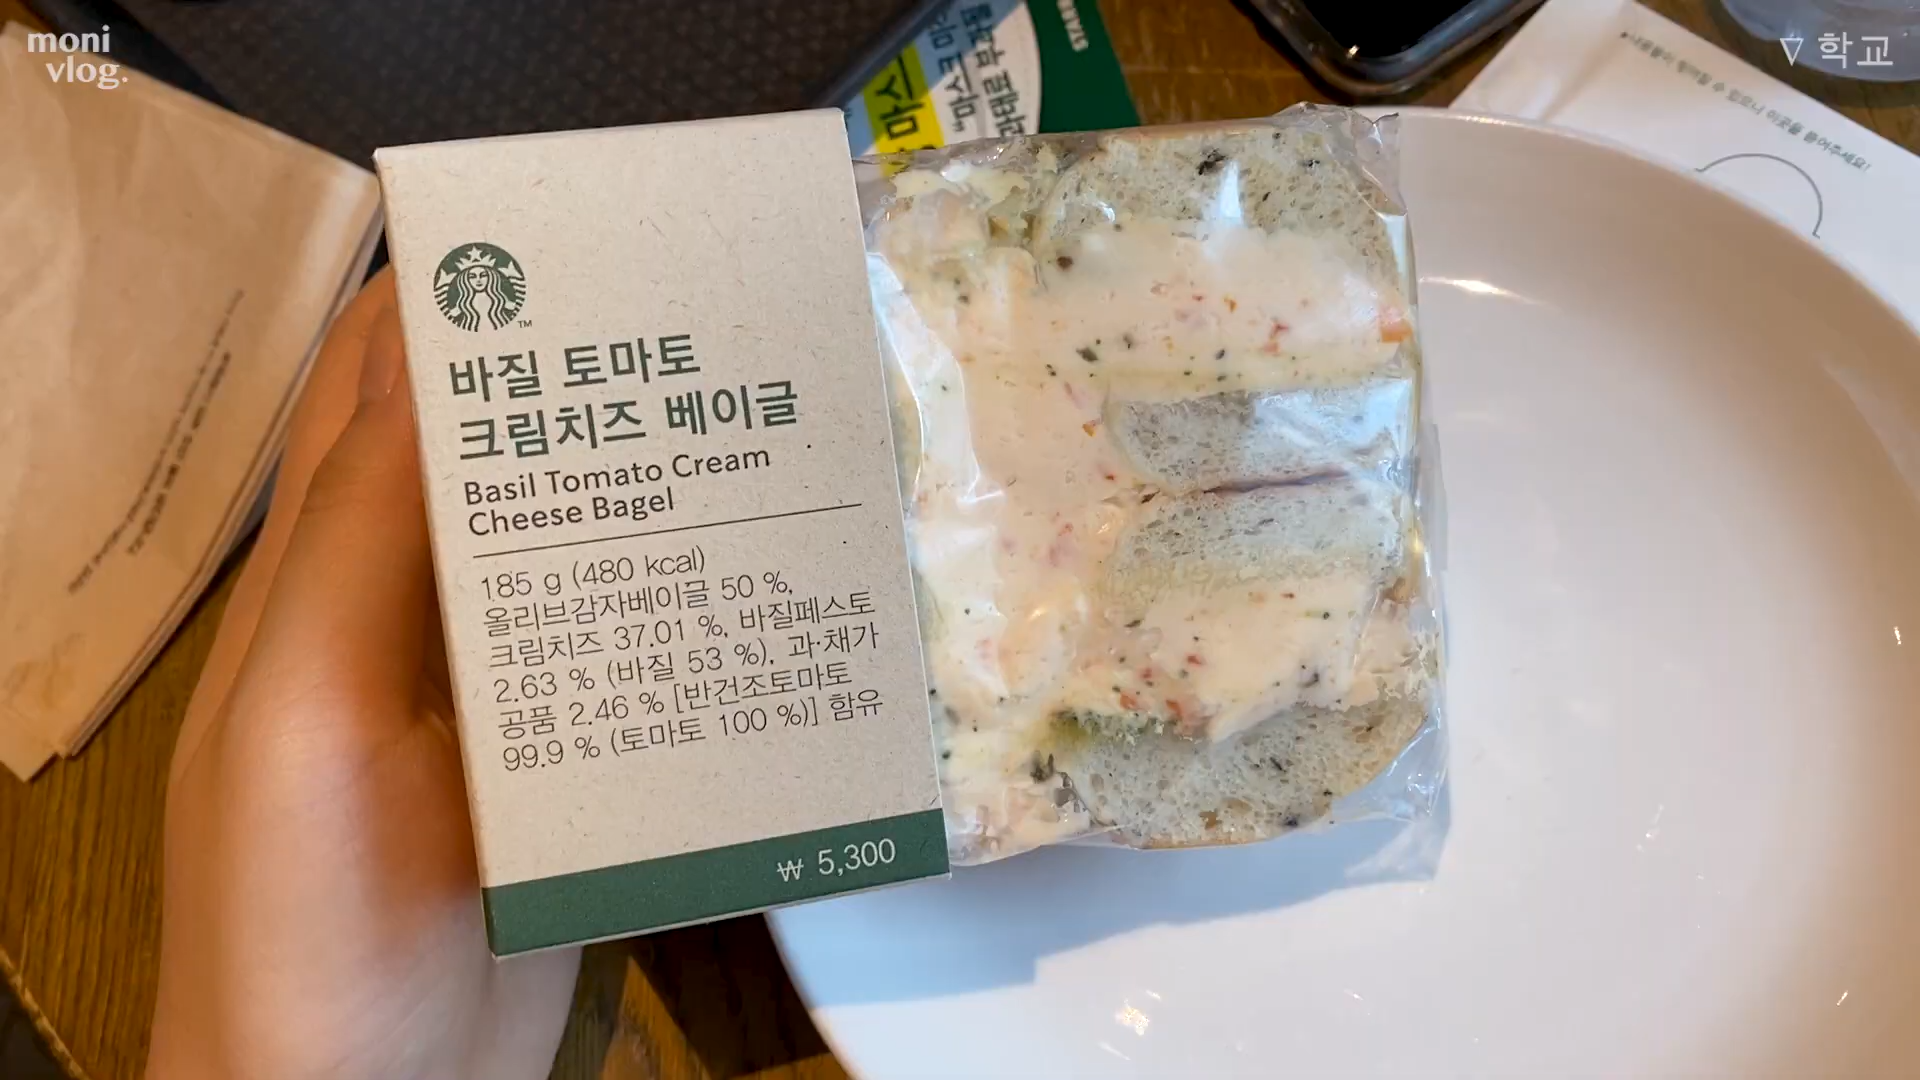 moni
vlog.
▽ 학교
바질 토마토
크림치즈 베이글
Basil Tomato Cream
Cheese Bagel
185 g (480 kcal)
올리브감자베이글 50 %,
크림치즈 37.01 %, 바질페스토
2.63 % (바질 53 %), 과·채가
공품 2.46 % [반건조토마토
99.9 % (토마토 100 %)] 함유
₩ 5,300
TM